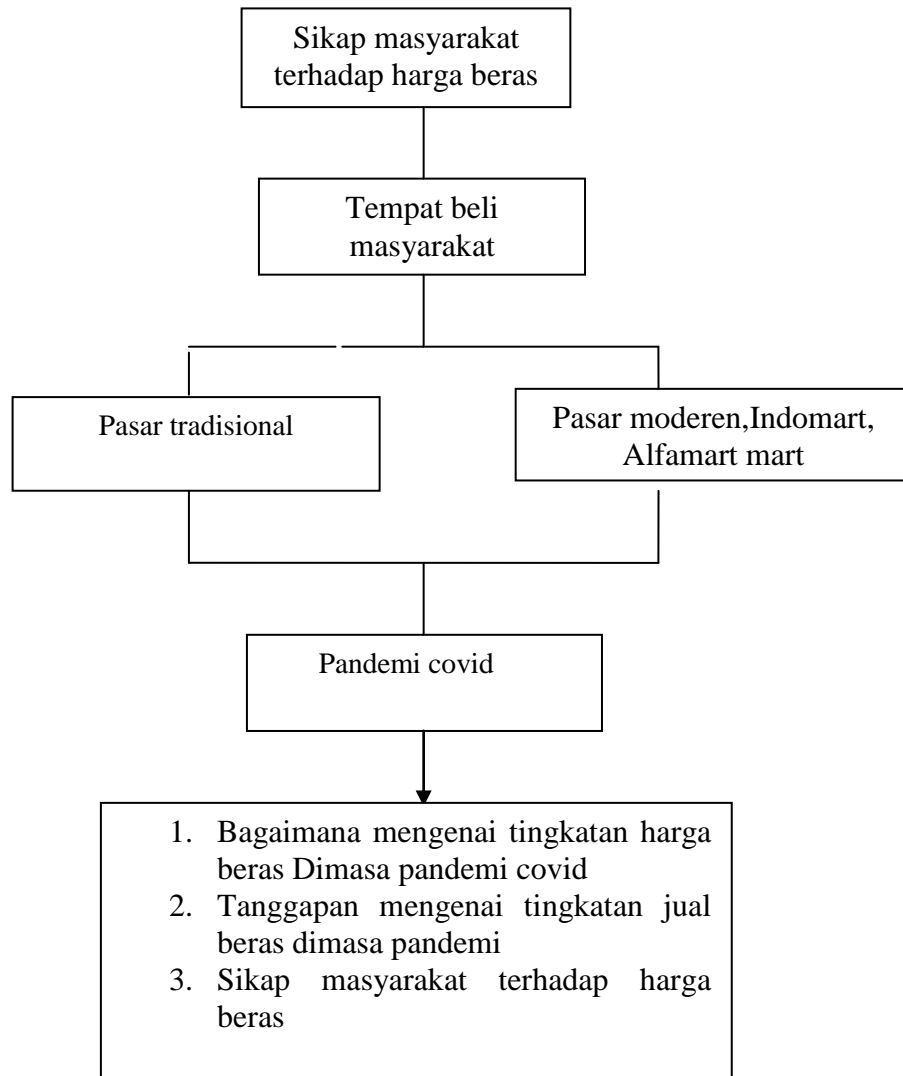 Sikap masyarakat
terhadap harga beras
Tempat beli
masyarakat
Pasar tradisional
Pasar moderen,Indomart,
Alfamart mart
Pandemi covid
1. Bagaimana mengenai tingkatan harga
beras Dimasa pandemi covid
2. Tanggapan mengenai tingkatan jual
beras dimasa pandemi
3. Sikap masyarakat terhadap harga
beras